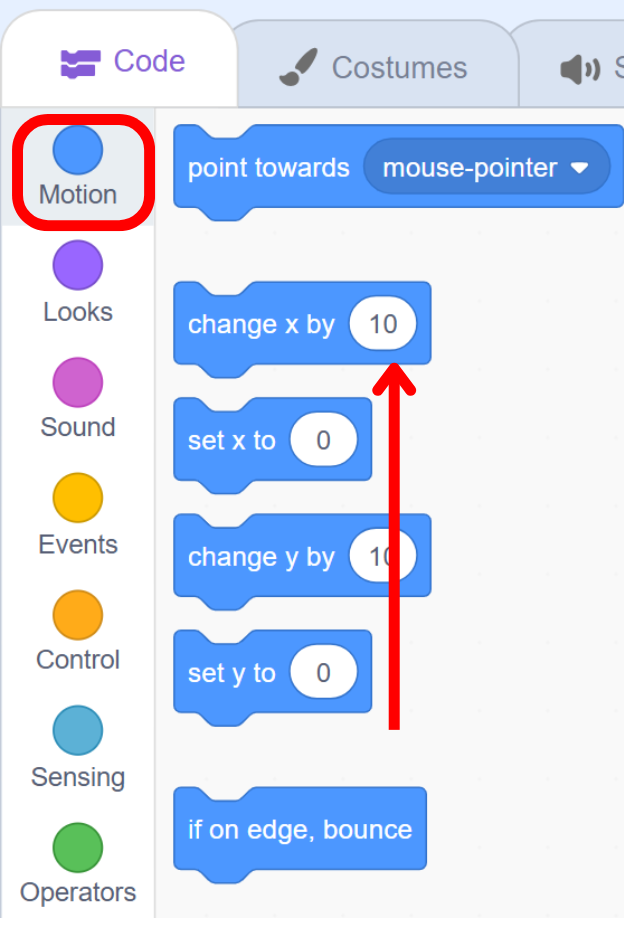 Code
Costumes
S
Motion
Looks
Sound
Events
Control
Sensing
Operators
point towards mouse-pointer
change x by 10
set x to 0
change y by 10
set y to 0
if on edge, bounce